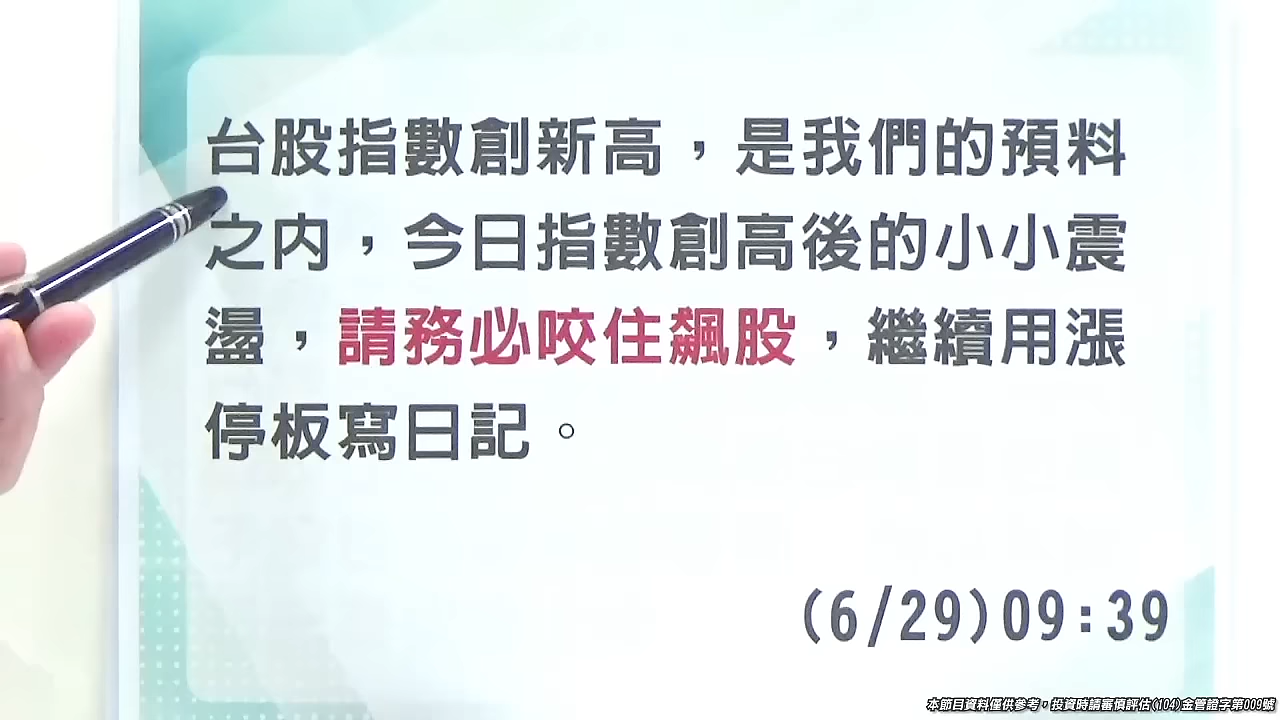 台股指數創新高，是我們的預料
之內，今日指數創高後的小小震
盪，請務必咬住飆股，繼續用漲
停板寫日記。
(6/29)09:39
本節目資料僅供參考，投資時請審慎評估(104)金管證字第009號